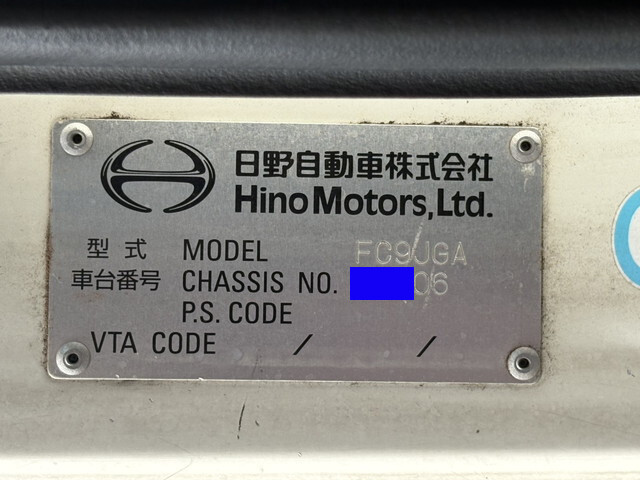 日野自動車株式会社
Hino Motors, Ltd.
型式 MODEL FC9JGA
車台番号 CHASSIS NO. 06
P.S. CODE
VTA CODE / /